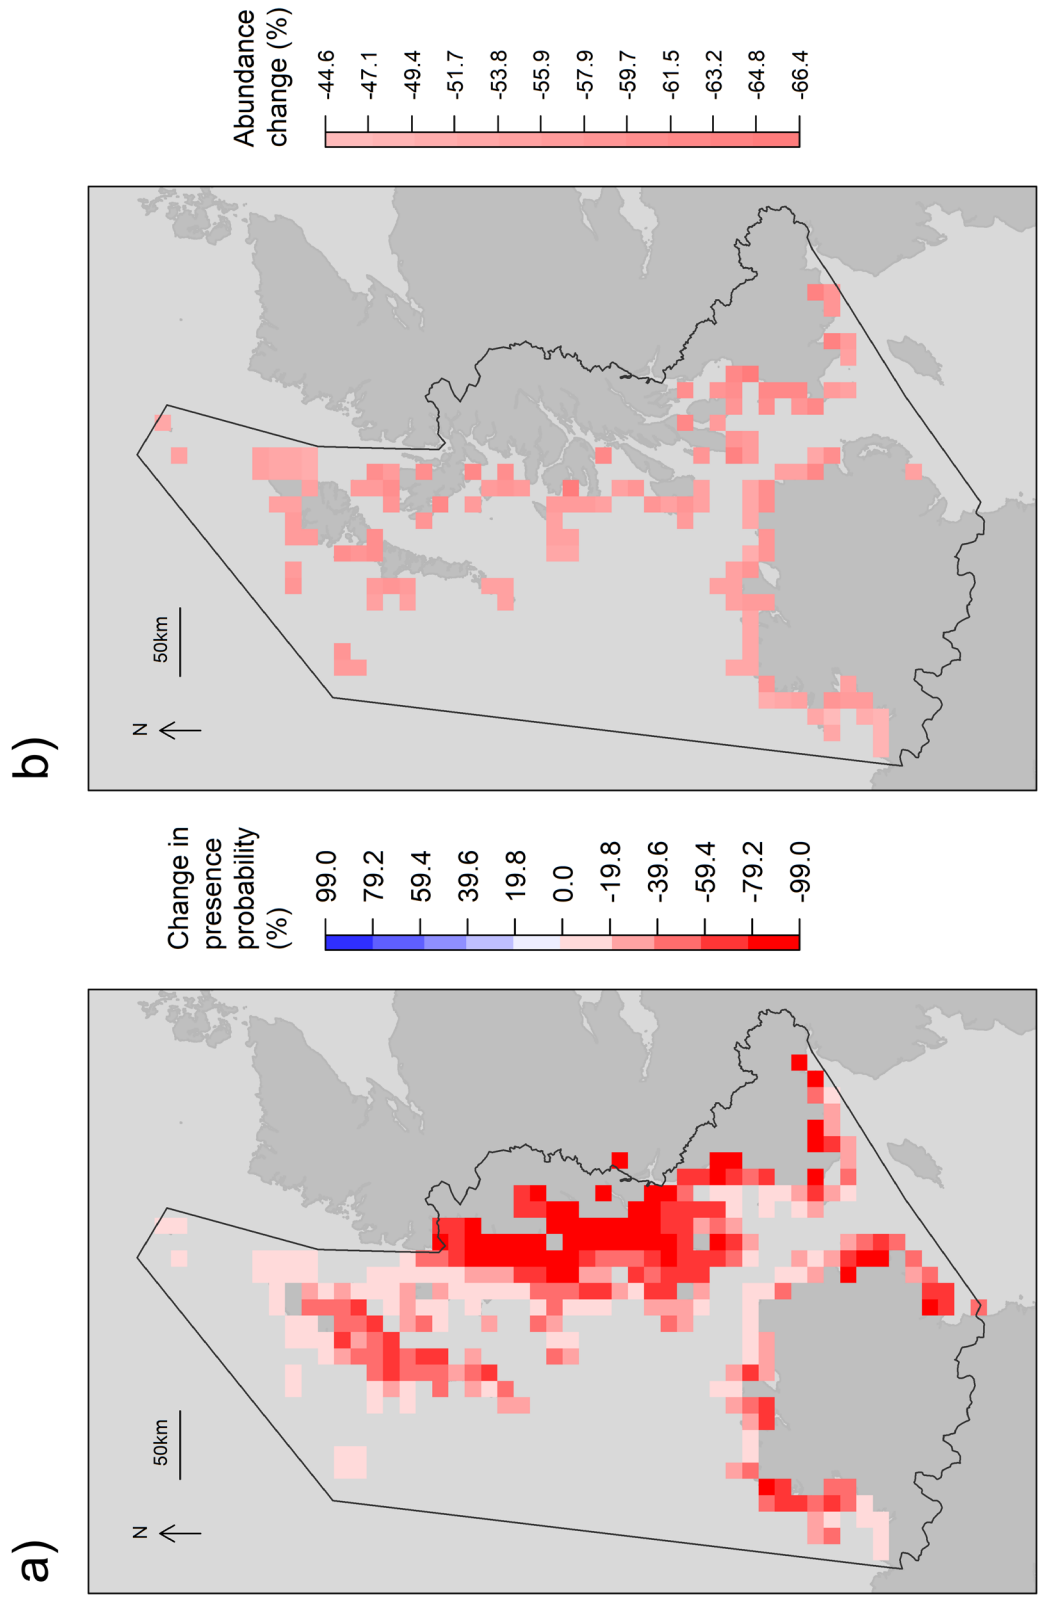 a)
N
50km
Change in
presence
probability
(%)
99.0
79.2
59.4
39.6
19.8
0.0
-19.8
-39.6
-59.4
-79.2
-99.0
b)
N
50km
Abundance
change (%)
-44.6
-47.1
-49.4
-51.7
-53.8
-55.9
-57.9
-59.7
-61.5
-63.2
-64.8
-66.4